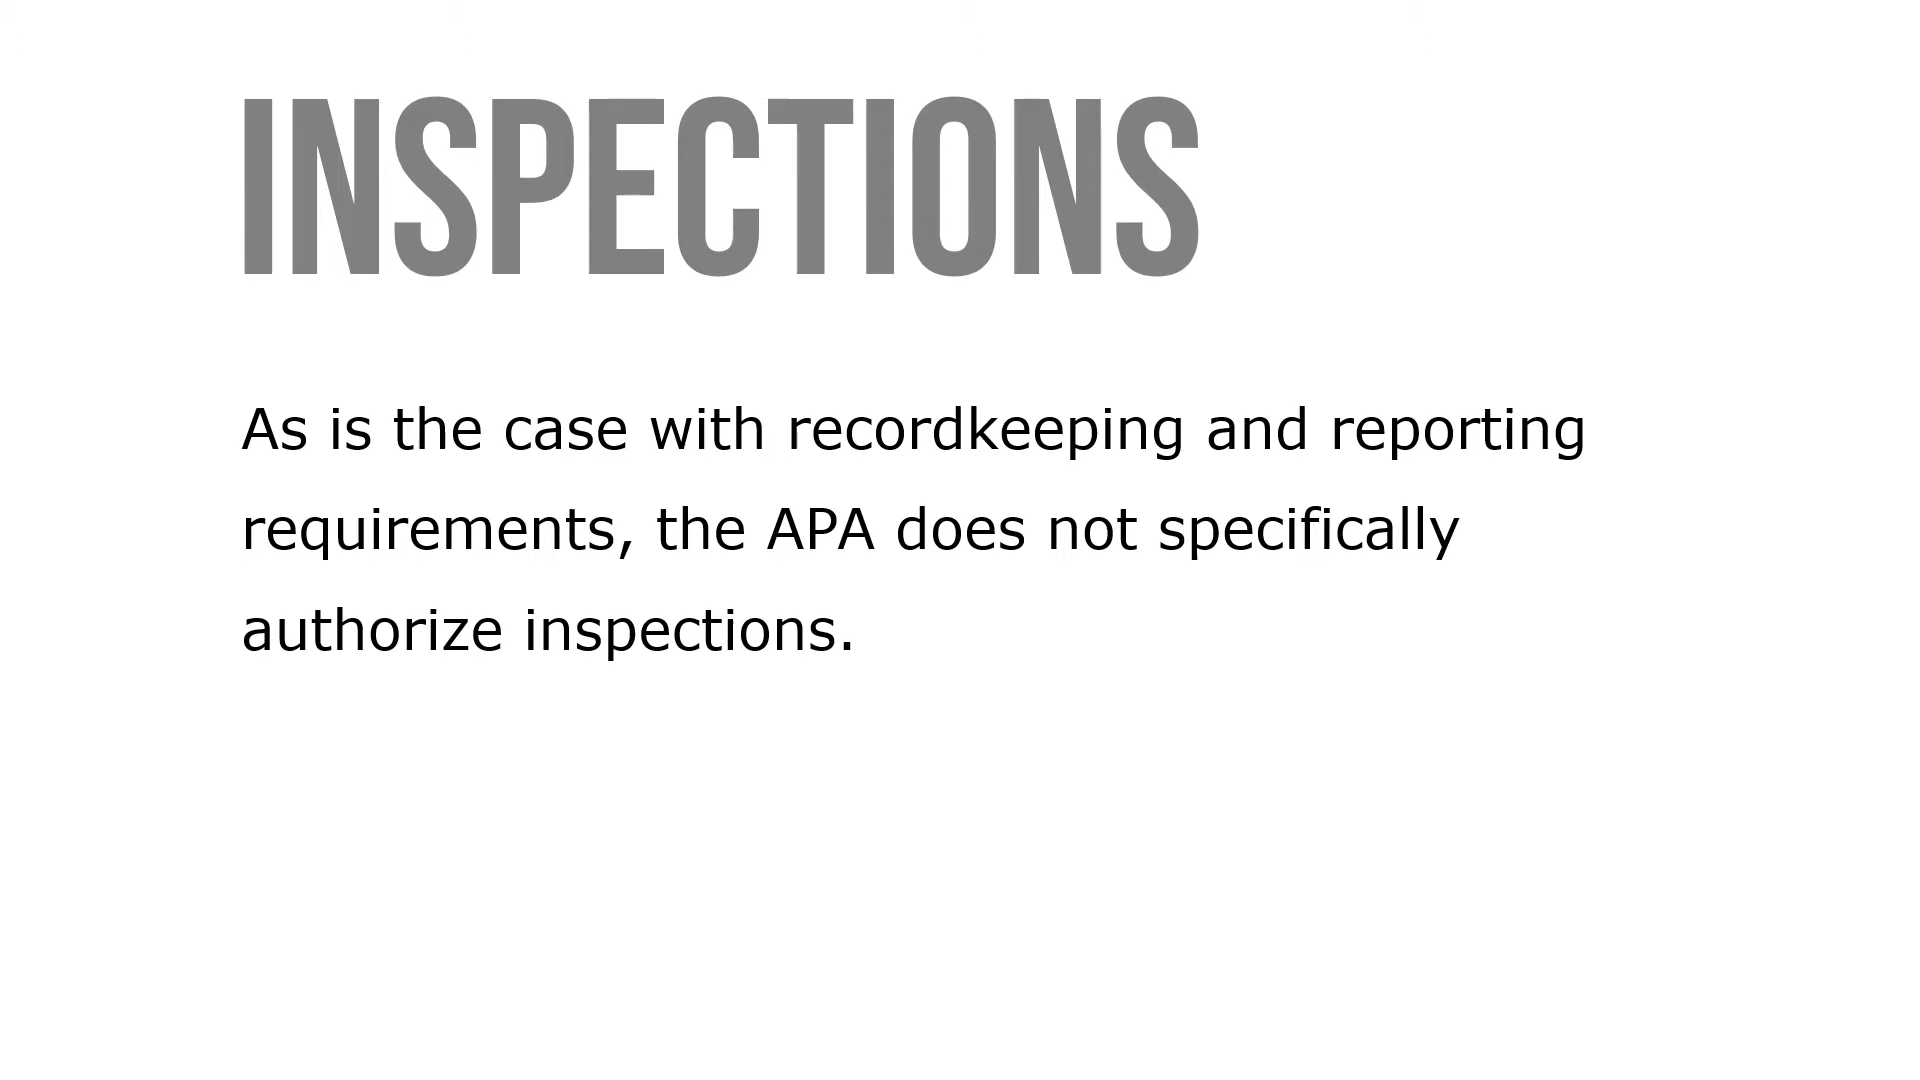 INSPECTIONS
As is the case with recordkeeping and reporting
requirements, the APA does not specifically
authorize inspections.